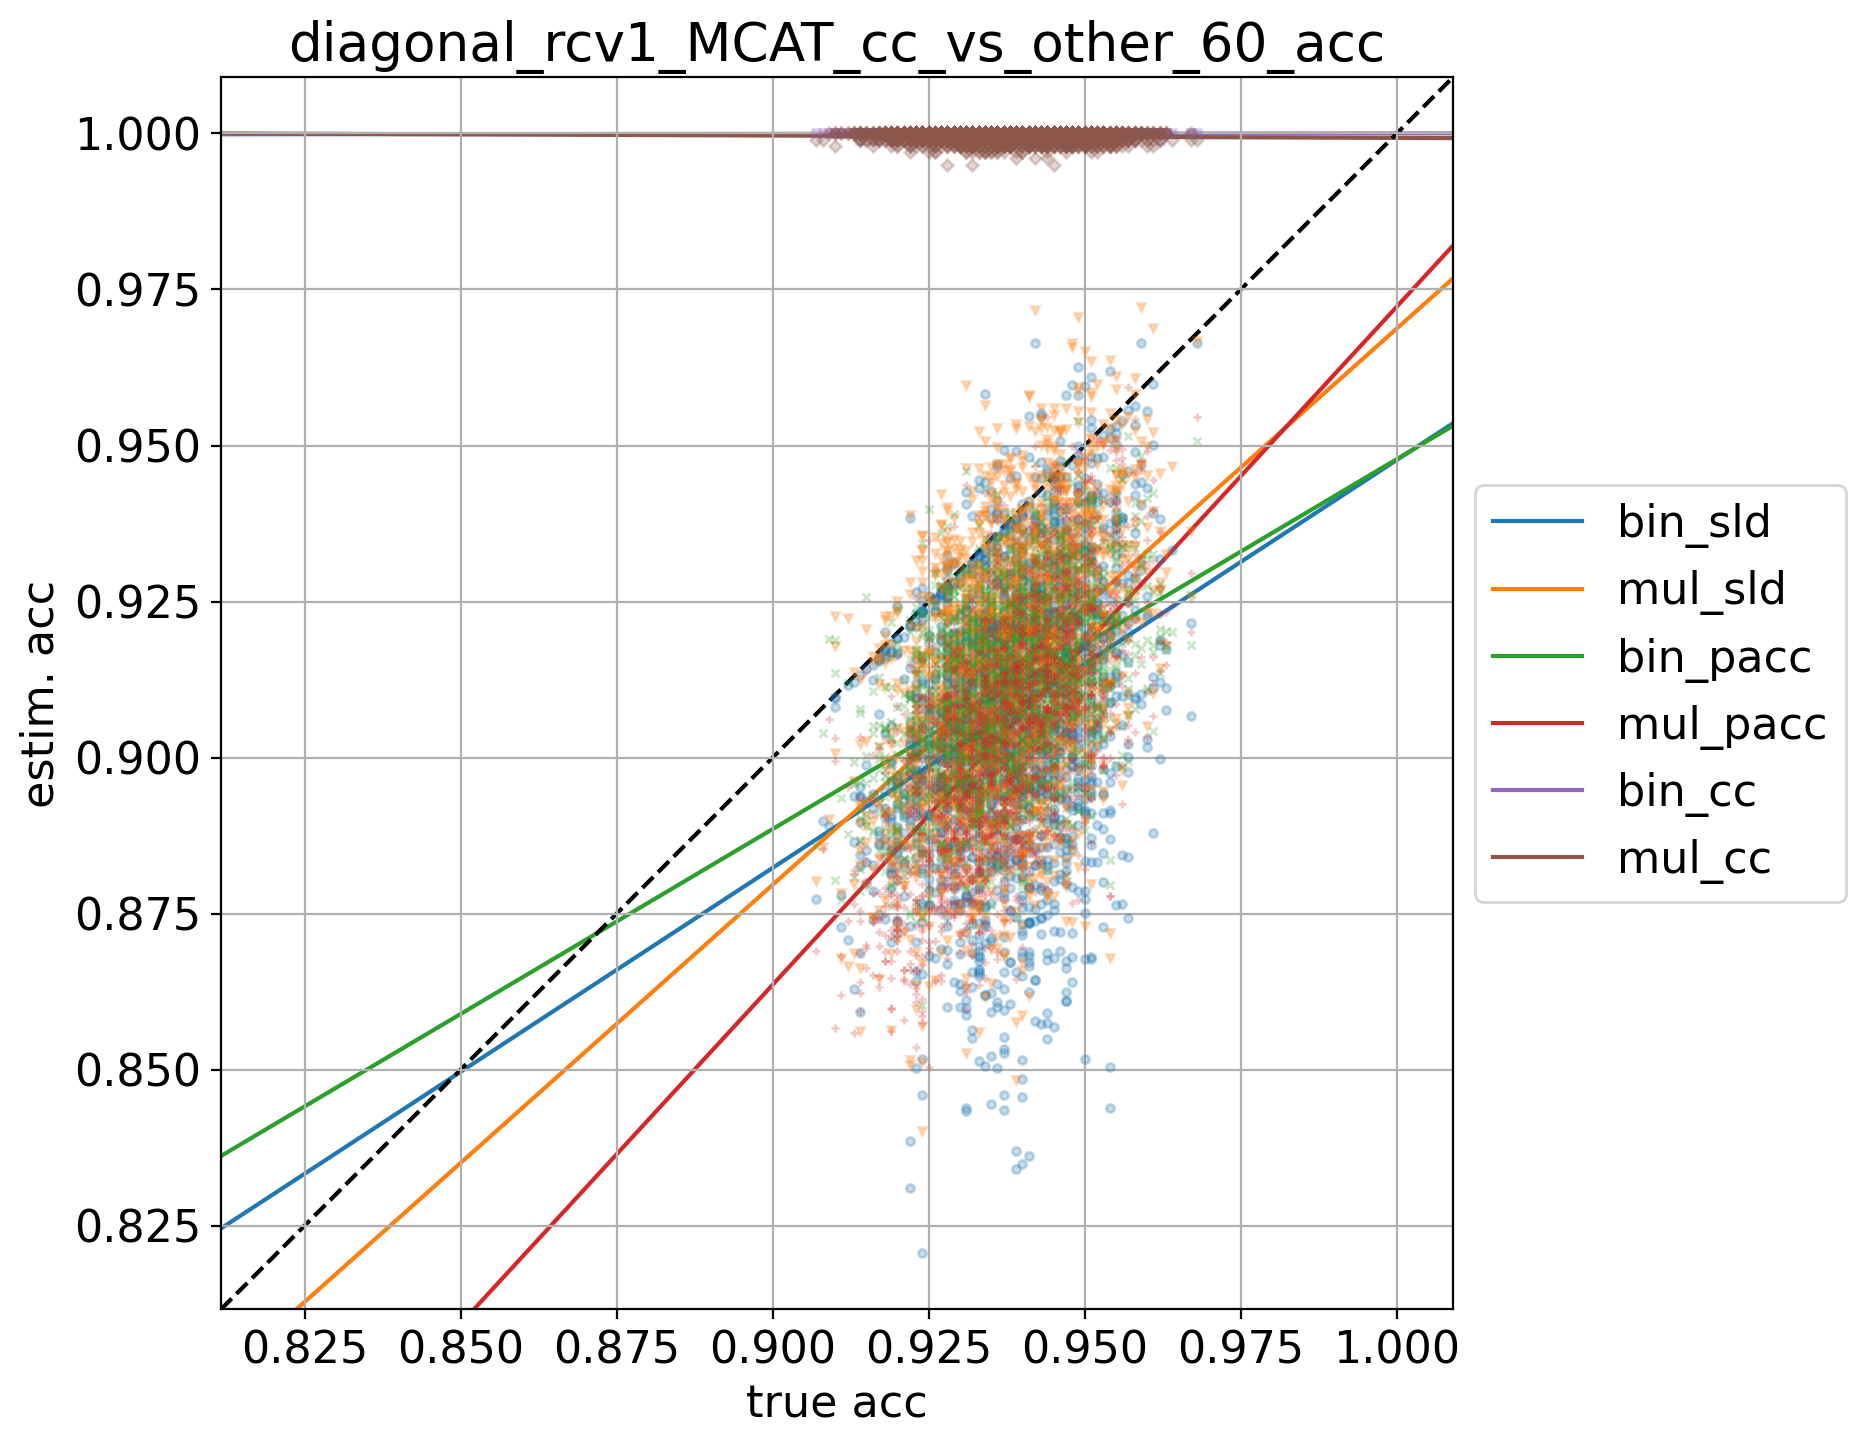 diagonal_rcv1_MCAT_cc_vs_other_60_acc
1.000
0.975
0.950
0.925
0.900
0.875
0.850
0.825
estim. acc
0.825 0.850 0.875 0.900 0.925 0.950 0.975 1.000
true acc
bin_sld
mul_sld
bin_pacc
mul_pacc
bin_cc
mul_cc